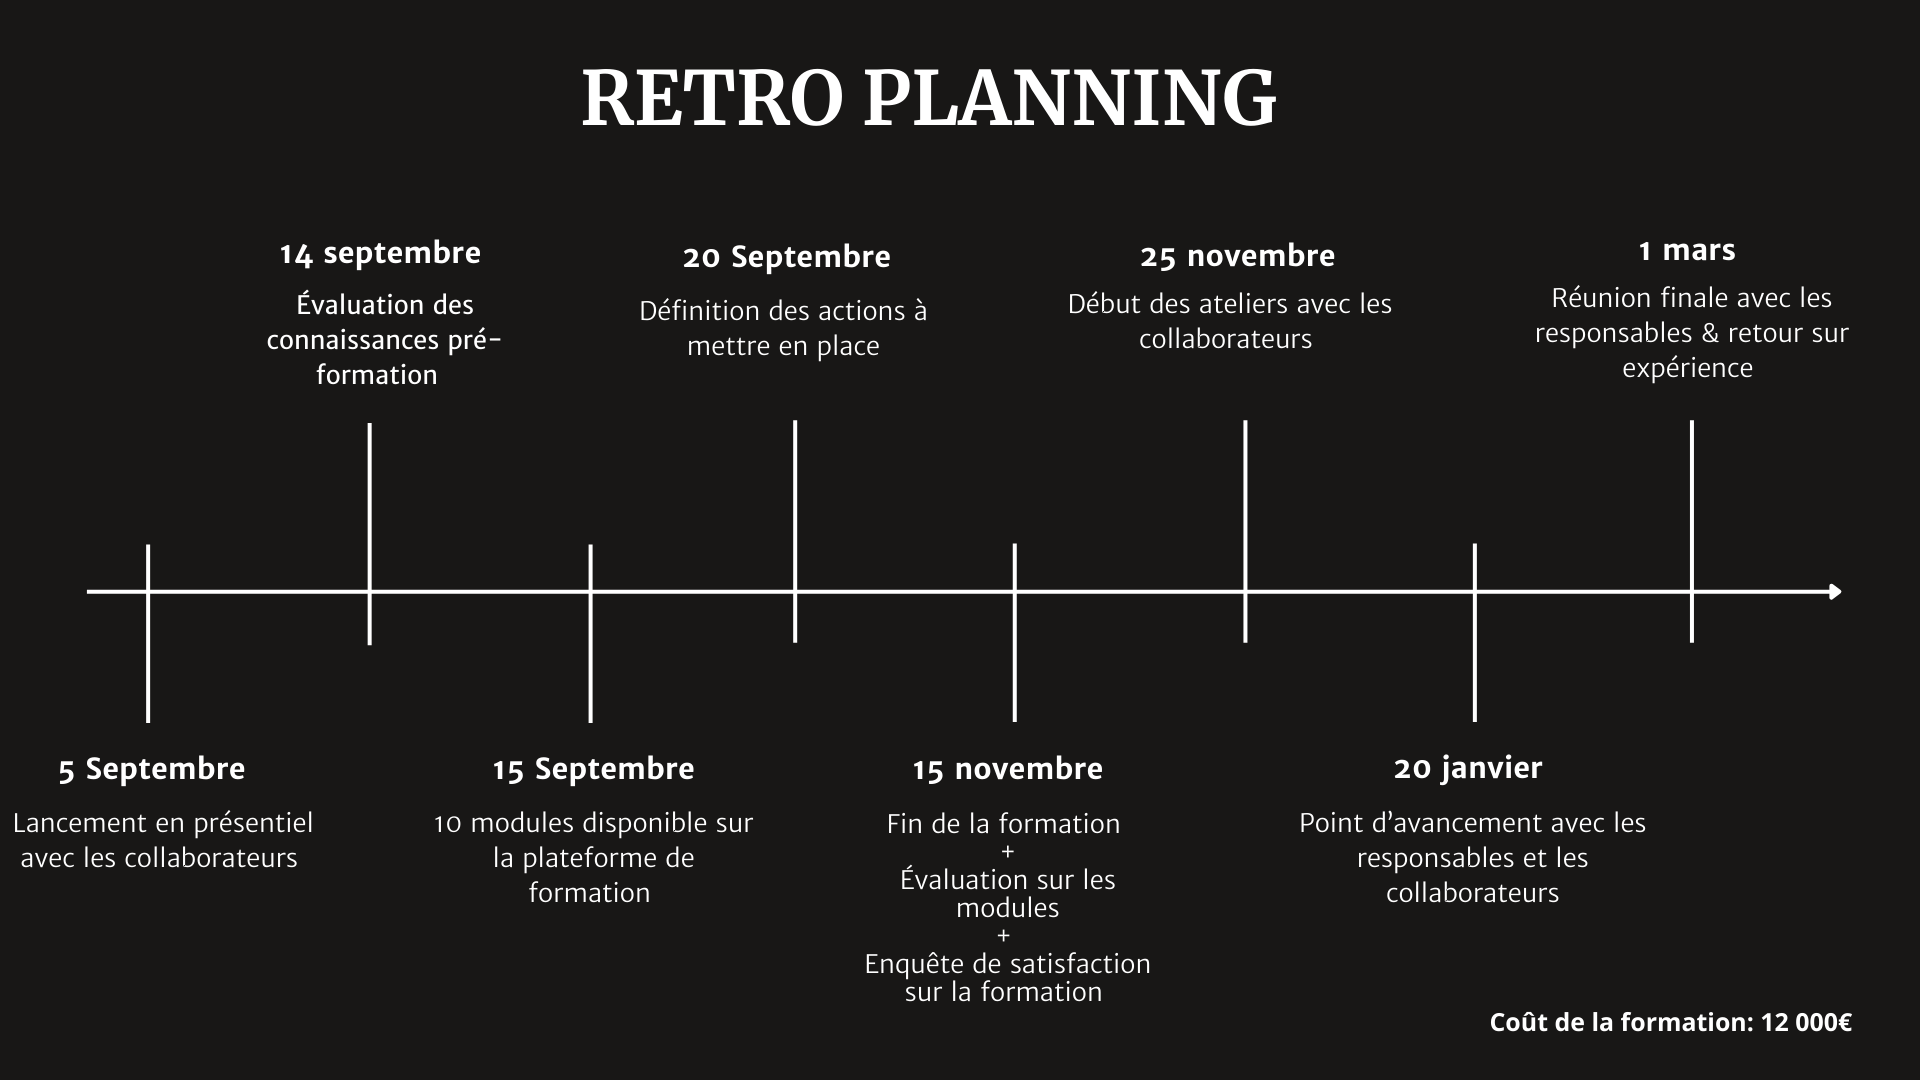 RETRO PLANNING
14 septembre
Évaluation des
connaissances pré-
formation
20 Septembre
Définition des actions à
mettre en place
25 novembre
Début des ateliers avec les
collaborateurs
1 mars
Réunion finale avec les
responsables & retour sur
expérience
5 Septembre
Lancement en présentiel
avec les collaborateurs
15 Septembre
10 modules disponible sur
la plateforme de
formation
15 novembre
Fin de la formation
+
Évaluation sur les
modules
+
Enquête de satisfaction
sur la formation
20 janvier
Point d’avancement avec les
responsables et les
collaborateurs
Coût de la formation: 12 000€